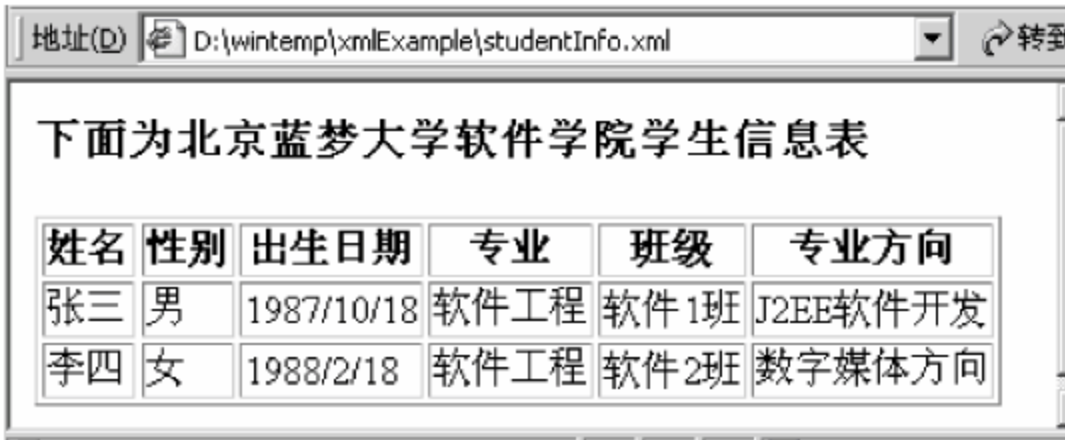 地址(D) D:\wintemp\xmlExample\studentInfo.xml 转到
下面为北京蓝梦大学软件学院学生信息表
姓名 性别 出生日期 专业 班级 专业方向
张三 男 1987/10/18 软件工程 软件1班 J2EE软件开发
李四 女 1988/2/18 软件工程 软件2班 数字媒体方向